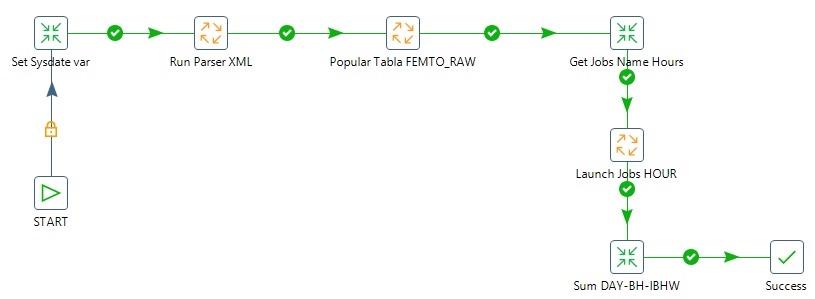 Set Sysdate var
Run Parser XML
Popular Tabla FEMTO_RAW
Get Jobs Name Hours
Launch Jobs HOUR
START
Sum DAY-BH-IBHW
Success